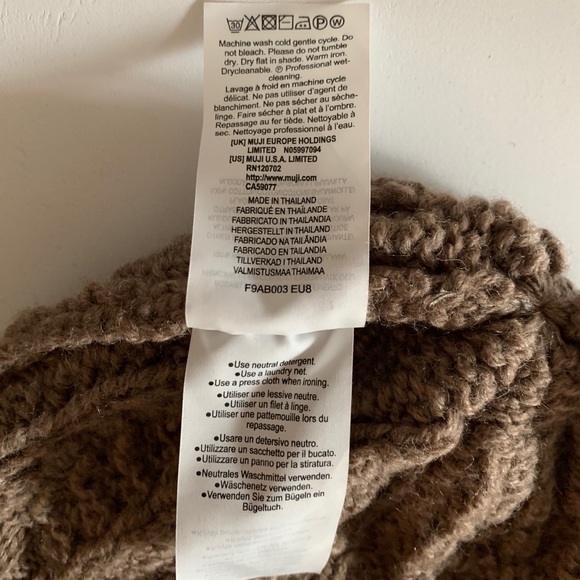 30 P W
Machine wash cold gentle cycle. Do
not bleach. Please do not tumble
dry. Dry flat in shade. Warm iron.
Drycleanable. Ⓟ Professional wet-
cleaning.
Lavage à froid en machine cycle
délicat. Ne pas utiliser d'agent de
blanchiment. Ne pas sécher au sèche-
linge. Faire sécher à plat et à l'ombre.
Repassage au fer tiède. Nettoyable à
sec. Nettoyage professionnel à l'eau.
[UK] MUJI EUROPE HOLDINGS
LIMITED N05997094
[US] MUJI U.S.A. LIMITED
RN120702
http://www.muji.com
CA59077
MADE IN THAILAND
FABRIQUÉ EN THAÏLANDE
FABBRICATO IN THAILANDIA
HERGESTELLT IN THAILAND
FABRICADO EN TAILANDIA
FABRICADO NA TAILÂNDIA
TILLVERKAD I THAILAND
VALMISTUSMAA THAIMAA
F9AB003 EU8
●Use neutral detergent.
●Use a laundry net.
●Use a press cloth when ironing.
●Utiliser une lessive neutre.
●Utiliser un filet à linge.
●Utiliser une pattemouille lors du
repassage.
●Usare un detersivo neutro.
●Utilizzare un sacchetto per il bucato.
●Utilizzare un panno per la stiratura.
●Neutrales Waschmittel verwenden.
●Wäschenetz verwenden.
●Verwenden Sie zum Bügeln ein
Bügeltuch.